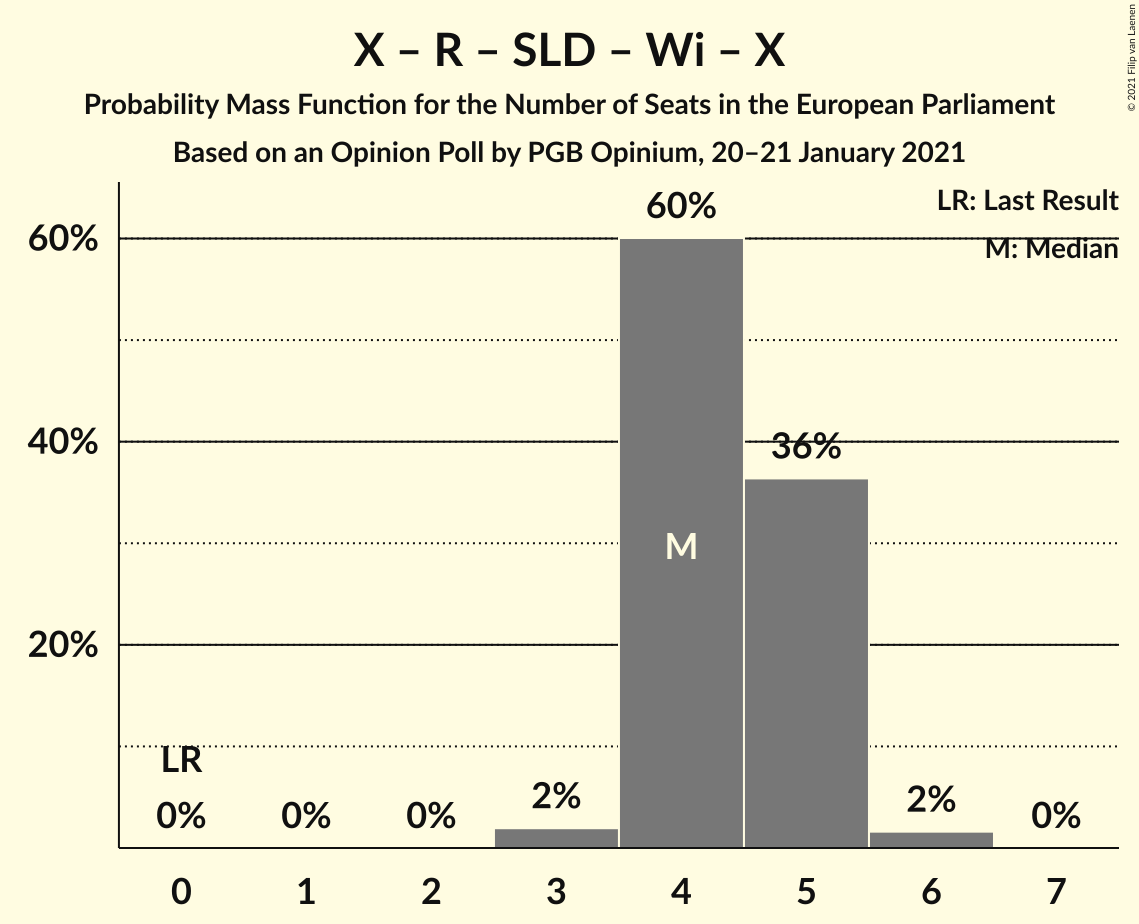 X – R – SLD – Wi – X
Probability Mass Function for the Number of Seats in the European Parliament
Based on an Opinion Poll by PGB Opinium, 20–21 January 2021
© 2021 Filip van Laenen
LR: Last Result
M: Median
60%
40%
20%
LR
0%
0%
0%
2%
60%
M
36%
2%
0%
0 1 2 3 4 5 6 7